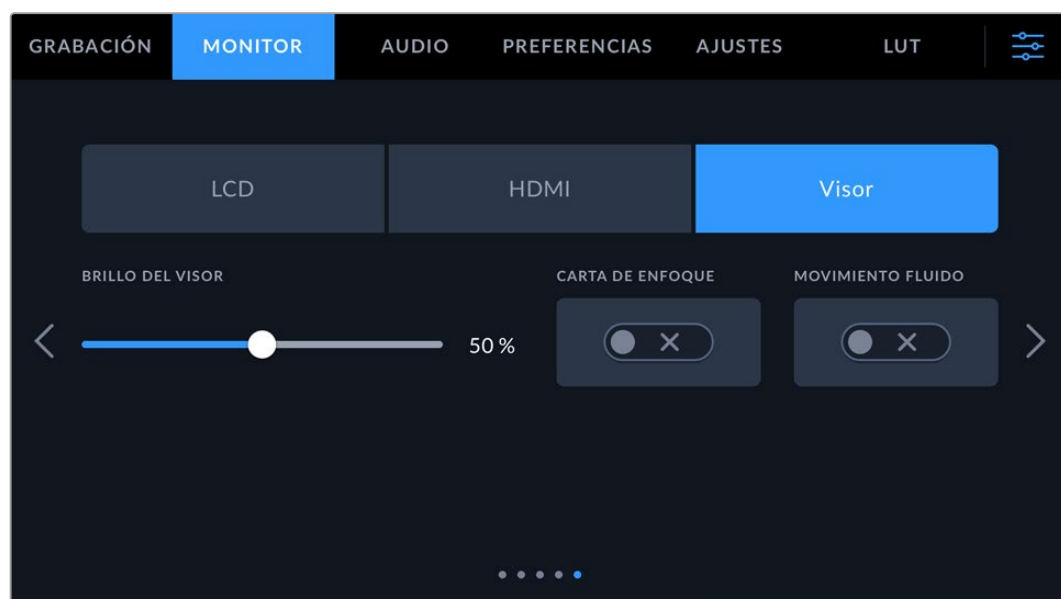 GRABACIÓN MONITOR AUDIO PREFERENCIAS AJUSTES LUT
LCD HDMI Visor
BRILLO DEL VISOR CARTA DE ENFOQUE MOVIMIENTO FLUIDO
50 %